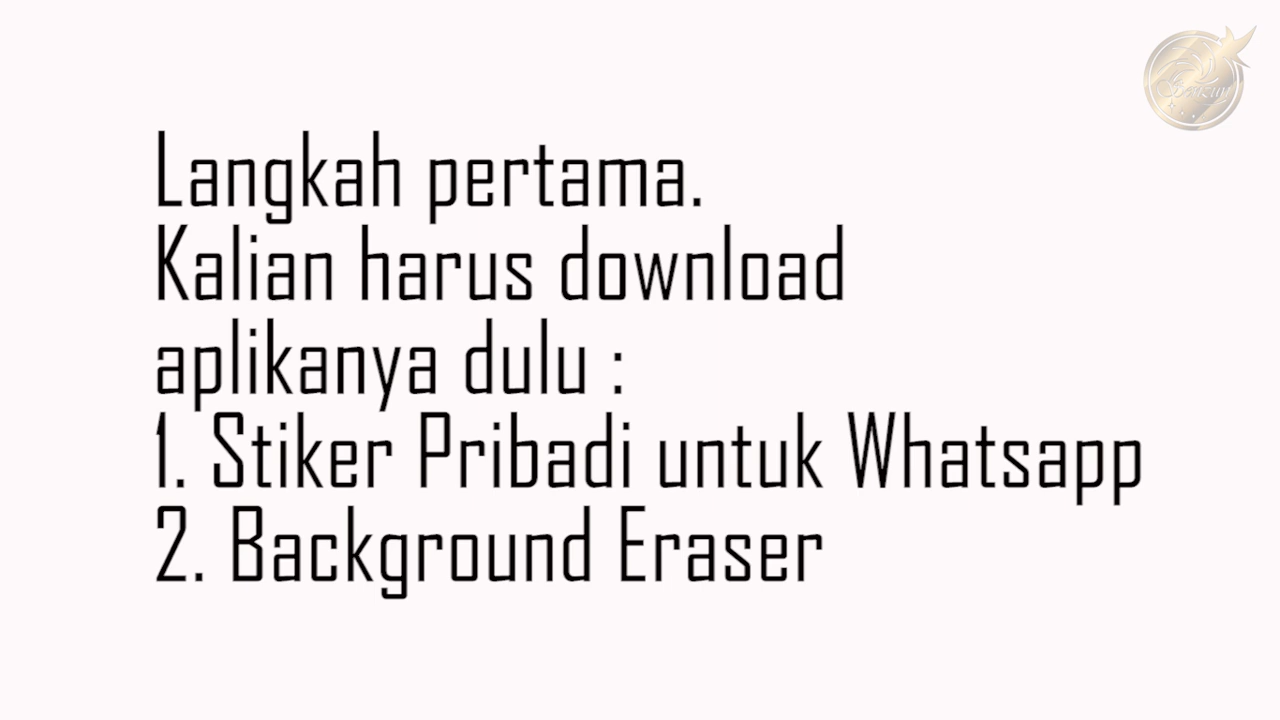 Langkah pertama.
Kalian harus download
aplikanya dulu :
1. Stiker Pribadi untuk Whatsapp
2. Background Eraser